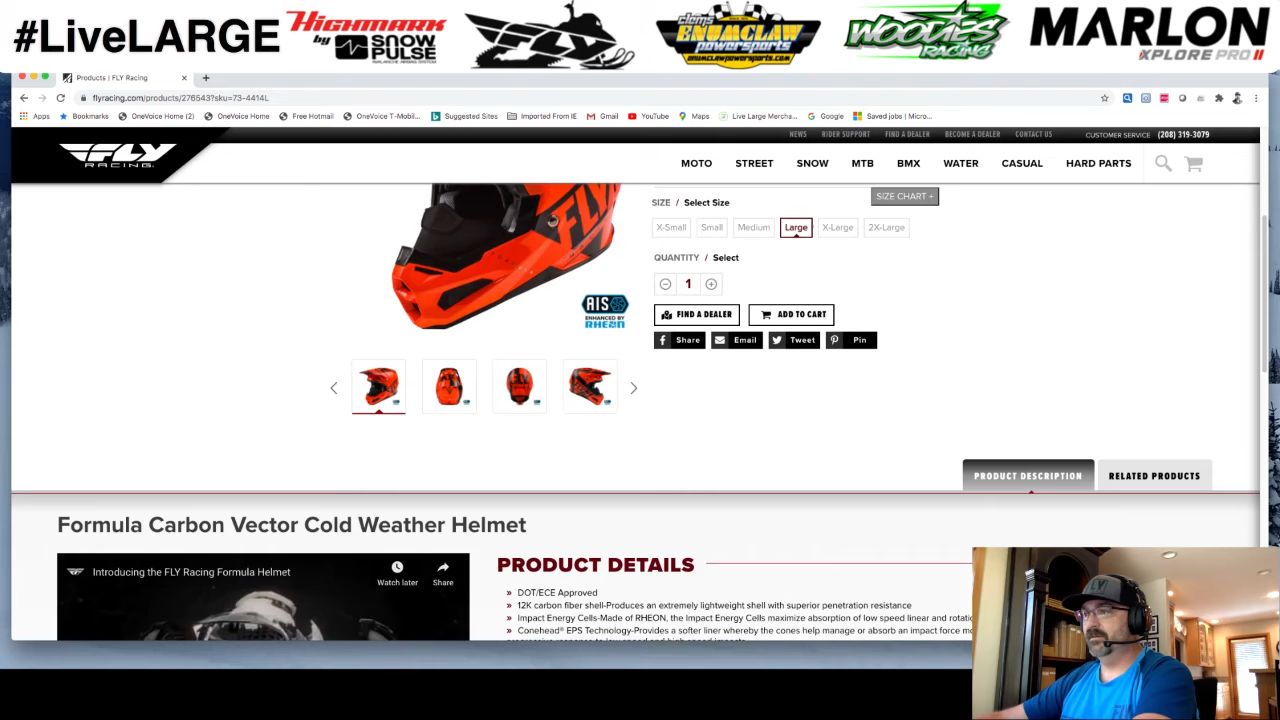 #LiveLARGE
HIGHMARK
by SNOW
PULSE
AVALANCHE AIRBAG SYSTEM
clems
ENUMCLAW
powersports
enumclawpowersports.com
WOODIES
RACING
MARLON
XPLORE PRO II
Products | FLY Racing
flyracing.com/products/276543?sku=73-4414L
Apps Bookmarks OneVoice Home (2) OneVoice Home Free Hotmail OneVoice T-Mobil... Suggested Sites Imported From IE Gmail YouTube Maps Live Large Mercha... Google Saved jobs | Micro...
NEWS RIDER SUPPORT FIND A DEALER BECOME A DEALER CONTACT US CUSTOMER SERVICE (208) 319-3079
FLY
RACING
MOTO STREET SNOW MTB BMX WATER CASUAL HARD PARTS
SIZE / Select Size
SIZE CHART +
X-Small Small Medium Large X-Large 2X-Large
QUANTITY / Select
1
FIND A DEALER ADD TO CART
Share Email Tweet Pin
FLY
AIS
ENHANCED BY
RHEON
PRODUCT DESCRIPTION RELATED PRODUCTS
Formula Carbon Vector Cold Weather Helmet
Introducing the FLY Racing Formula Helmet
Watch later Share
PRODUCT DETAILS
» DOT/ECE Approved
» 12K carbon fiber shell-Produces an extremely lightweight shell with superior penetration resistance
» Impact Energy Cells-Made of RHEON, the Impact Energy Cells maximize absorption of low speed linear and rotatio
» Conehead® EPS Technology-Provides a softer liner whereby the cones help manage or absorb an impact force mo